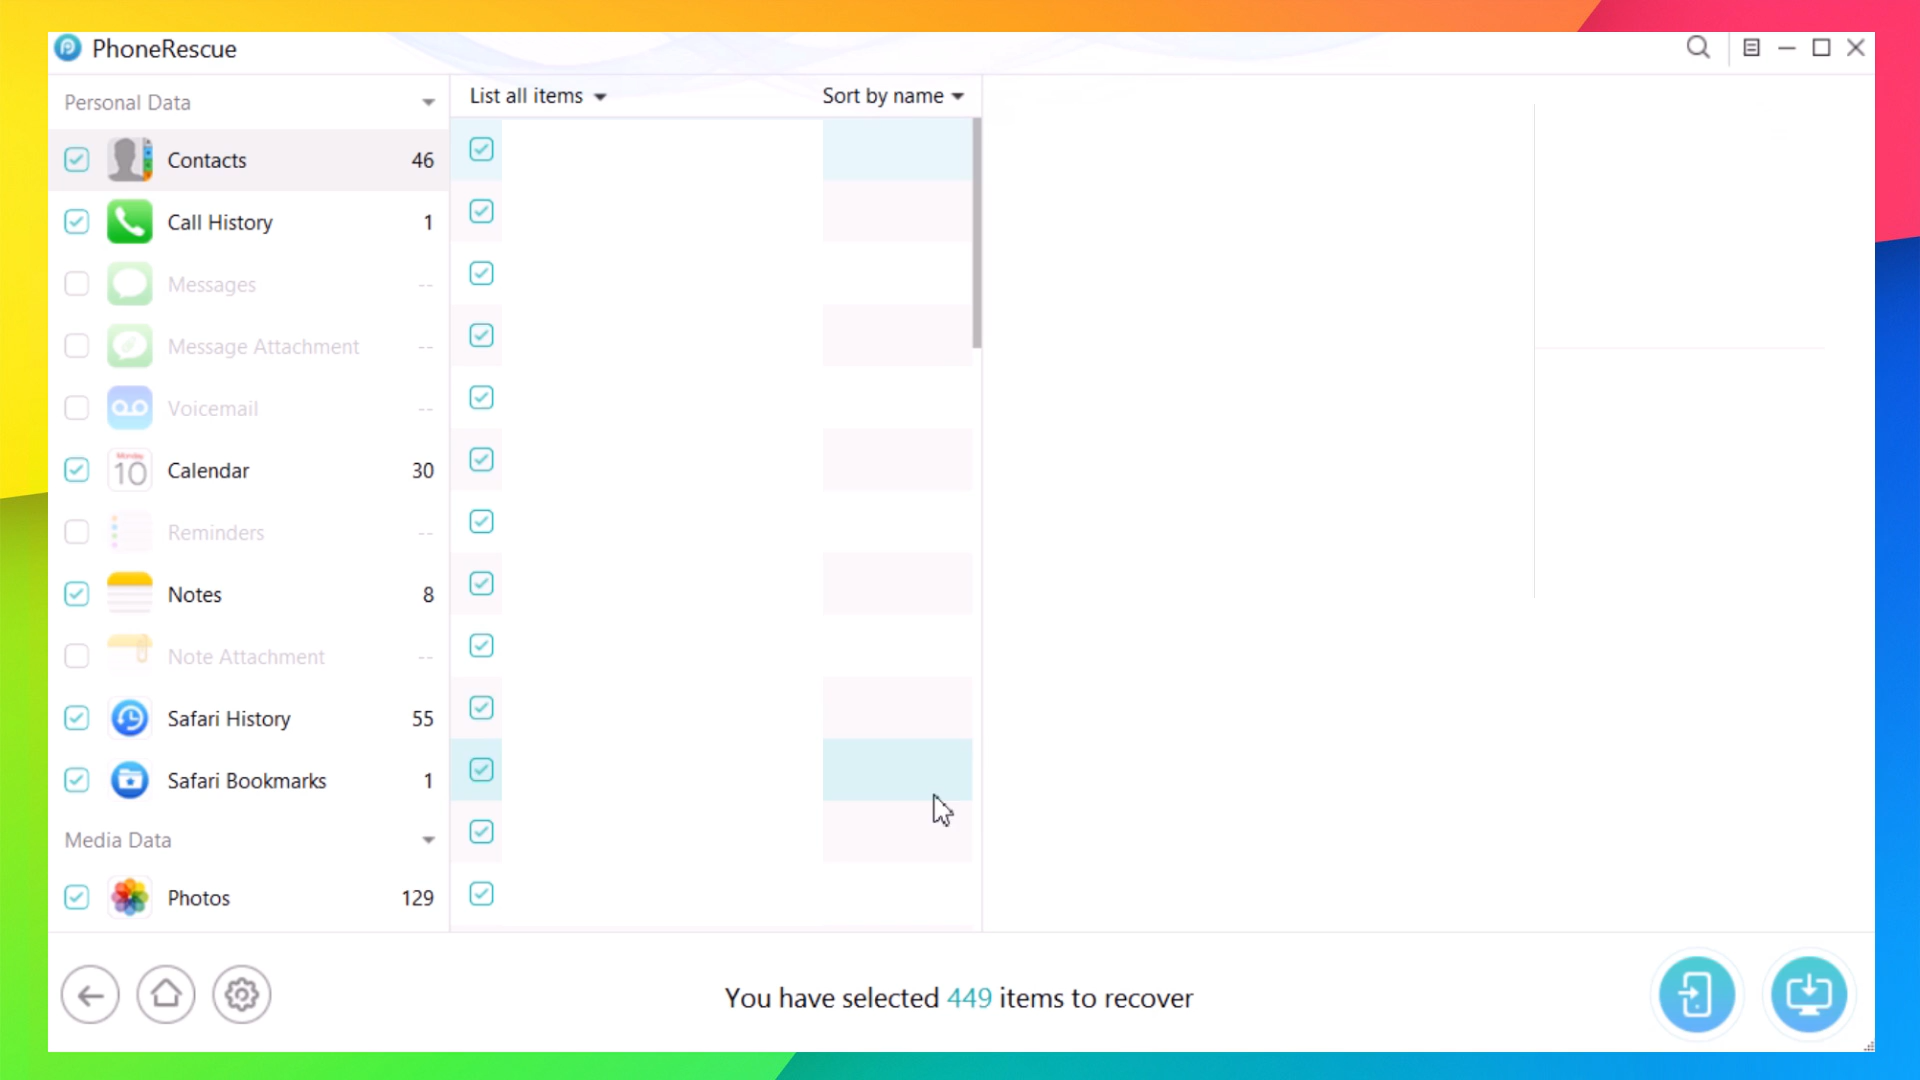 PhoneRescue
Personal Data
List all items
Sort by name
Contacts 46
Call History 1
Messages --
Message Attachment --
Voicemail --
Monday
10
Calendar 30
Reminders --
Notes 8
Note Attachment --
Safari History 55
Safari Bookmarks 1
Media Data
Photos 129
You have selected 449 items to recover